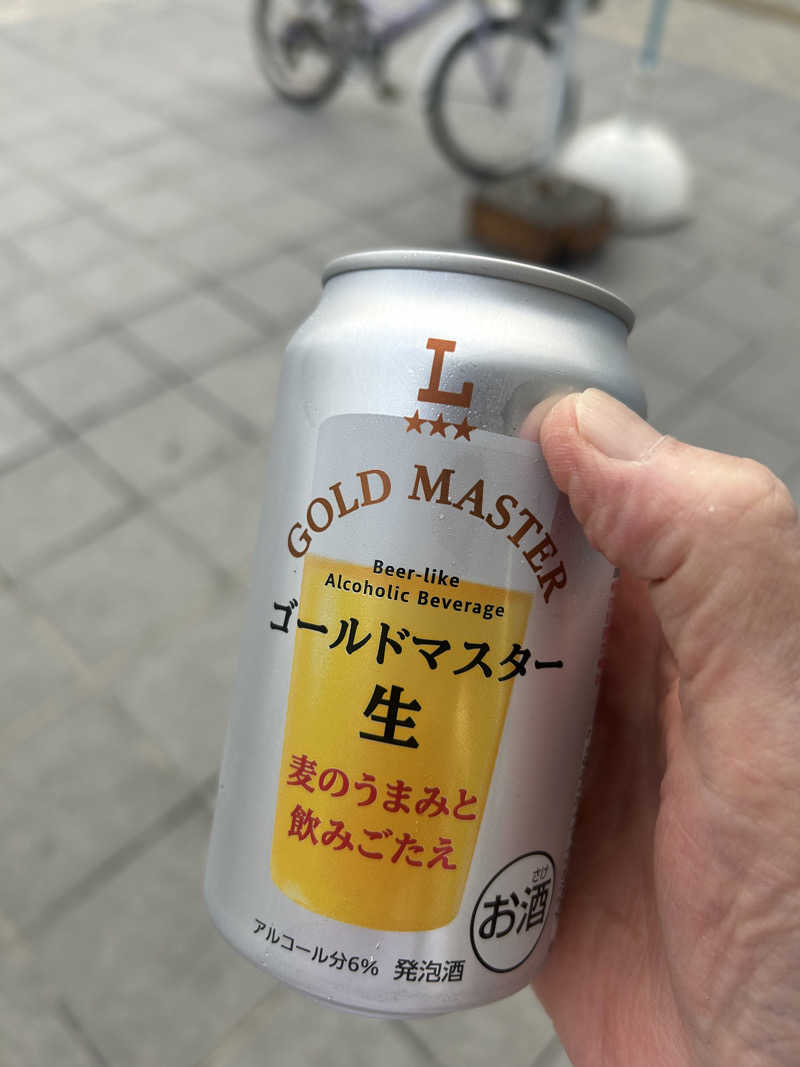 L
★★★
GOLD MASTER
Beer-like
Alcoholic Beverage
ゴールドマスター
生
麦のうまみと
飲みごたえ
さけ
お酒
アルコール分6% 発泡酒